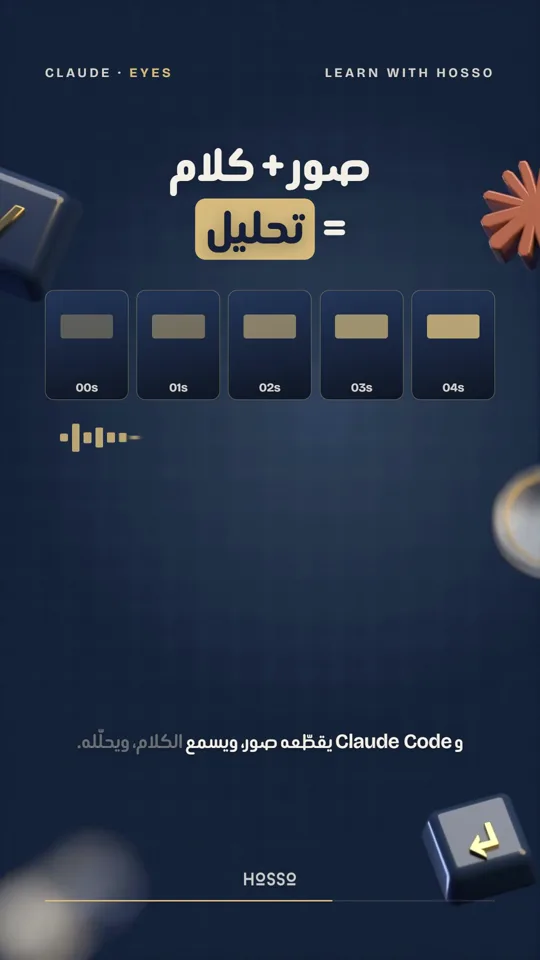 CLAUDE · EYES
LEARN WITH HOSSO
صور + كلام
= تحليل
00s
01s
02s
03s
04s
و Claude Code يقطّعه صور، ويسمع الكلام، ويحلّله.
HOSSO